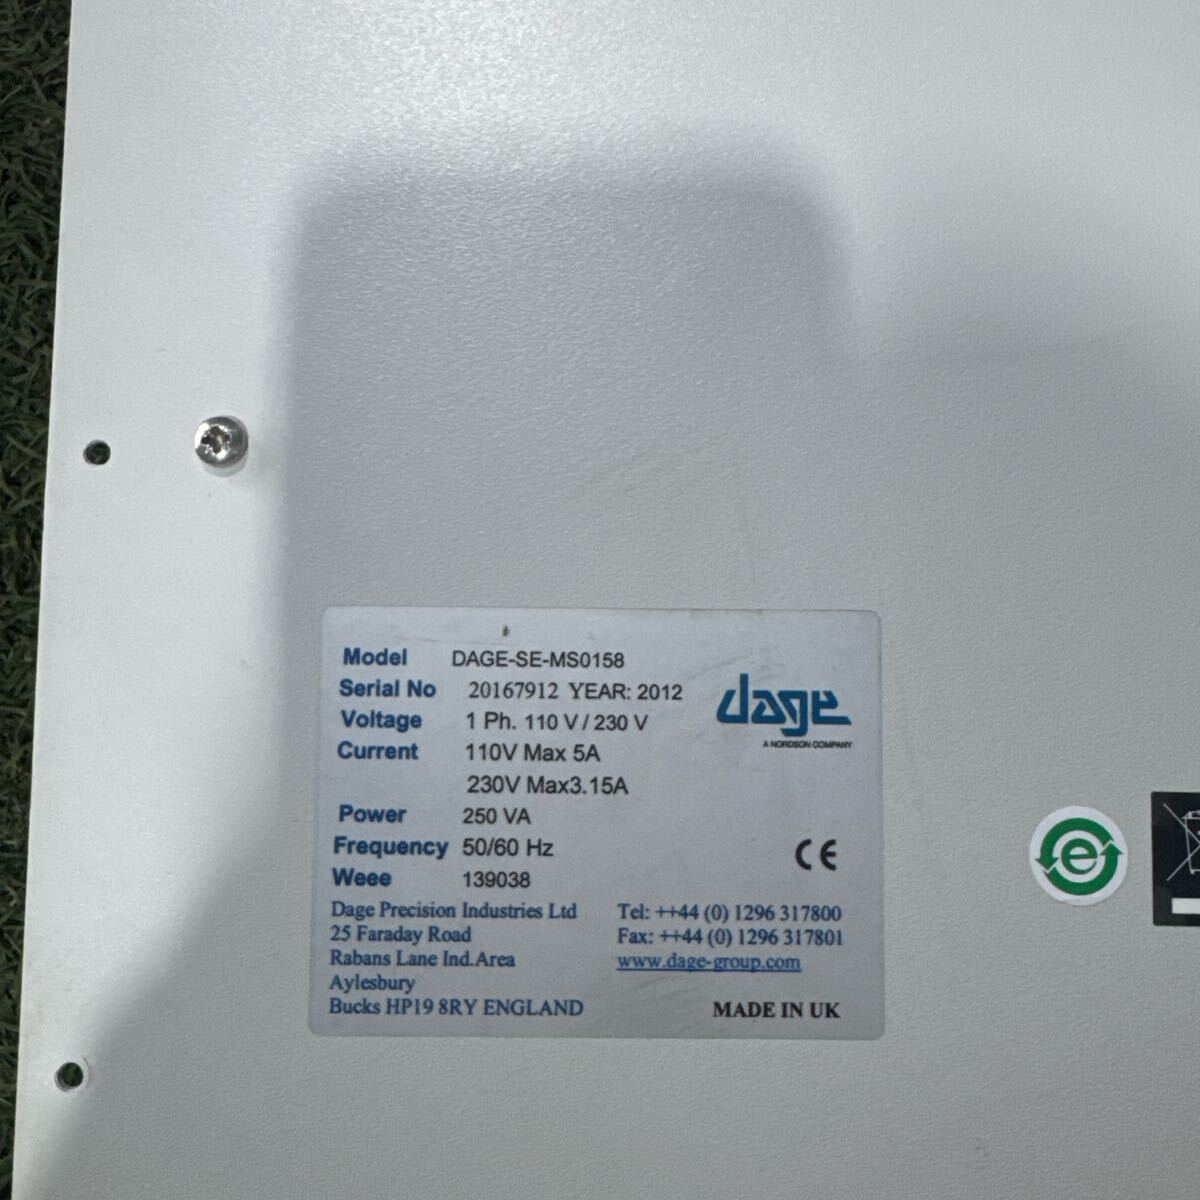 Model DAGE-SE-MS0158
Serial No 20167912 YEAR: 2012
Voltage 1 Ph. 110 V / 230 V
Current 110V Max 5A
230V Max3.15A
Power 250 VA
Frequency 50/60 Hz
Weee 139038
dage
A NORDSON COMPANY
CE
Dage Precision Industries Ltd
25 Faraday Road
Rabans Lane Ind.Area
Aylesbury
Bucks HP19 8RY ENGLAND
Tel: ++44 (0) 1296 317800
Fax: ++44 (0) 1296 317801
www.dage-group.com
MADE IN UK
e